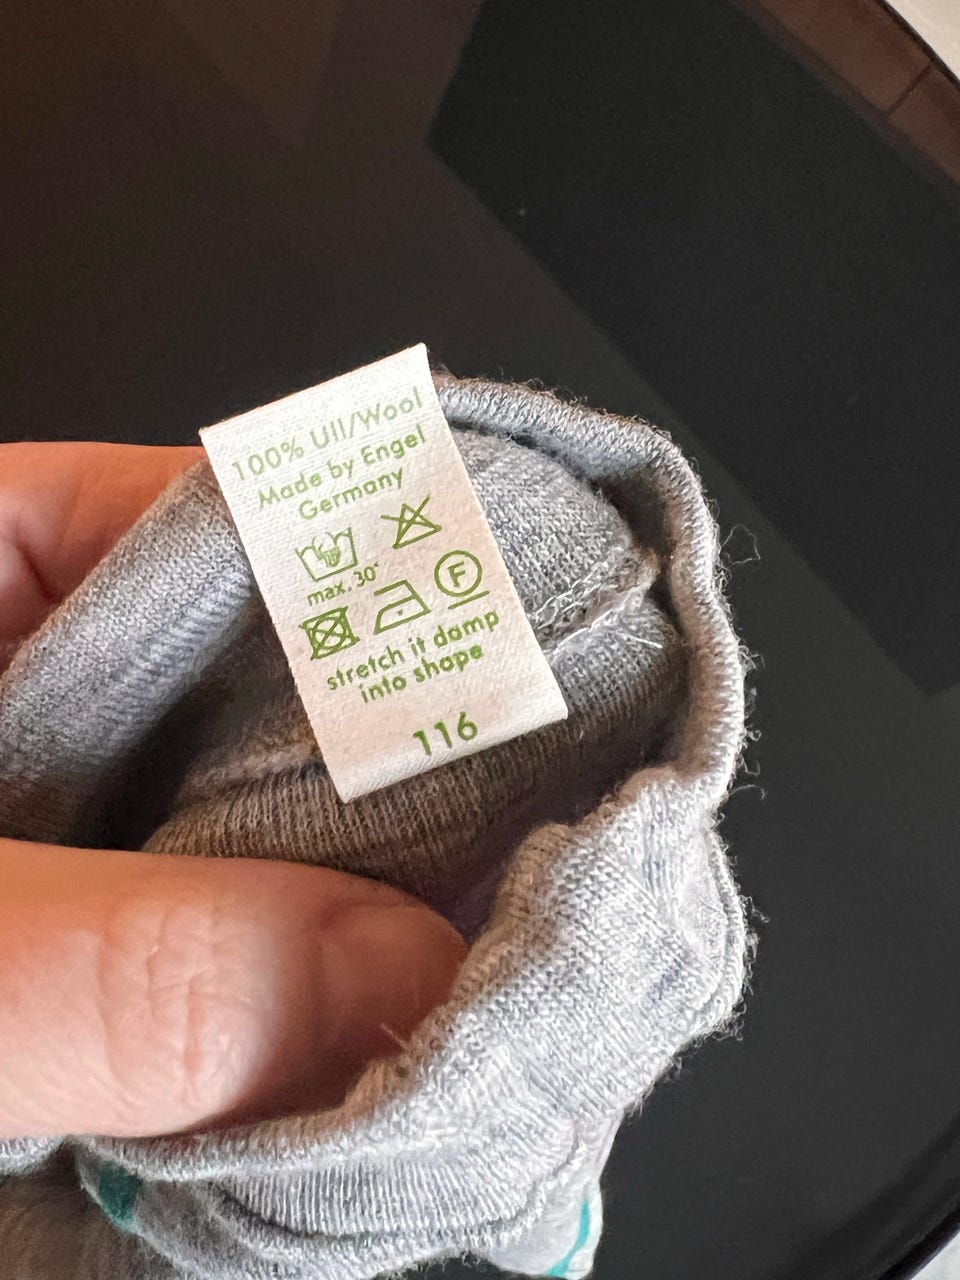 100% Ull/Wool
Made by Engel
Germany
max. 30°
F
stretch it damp
into shape
116